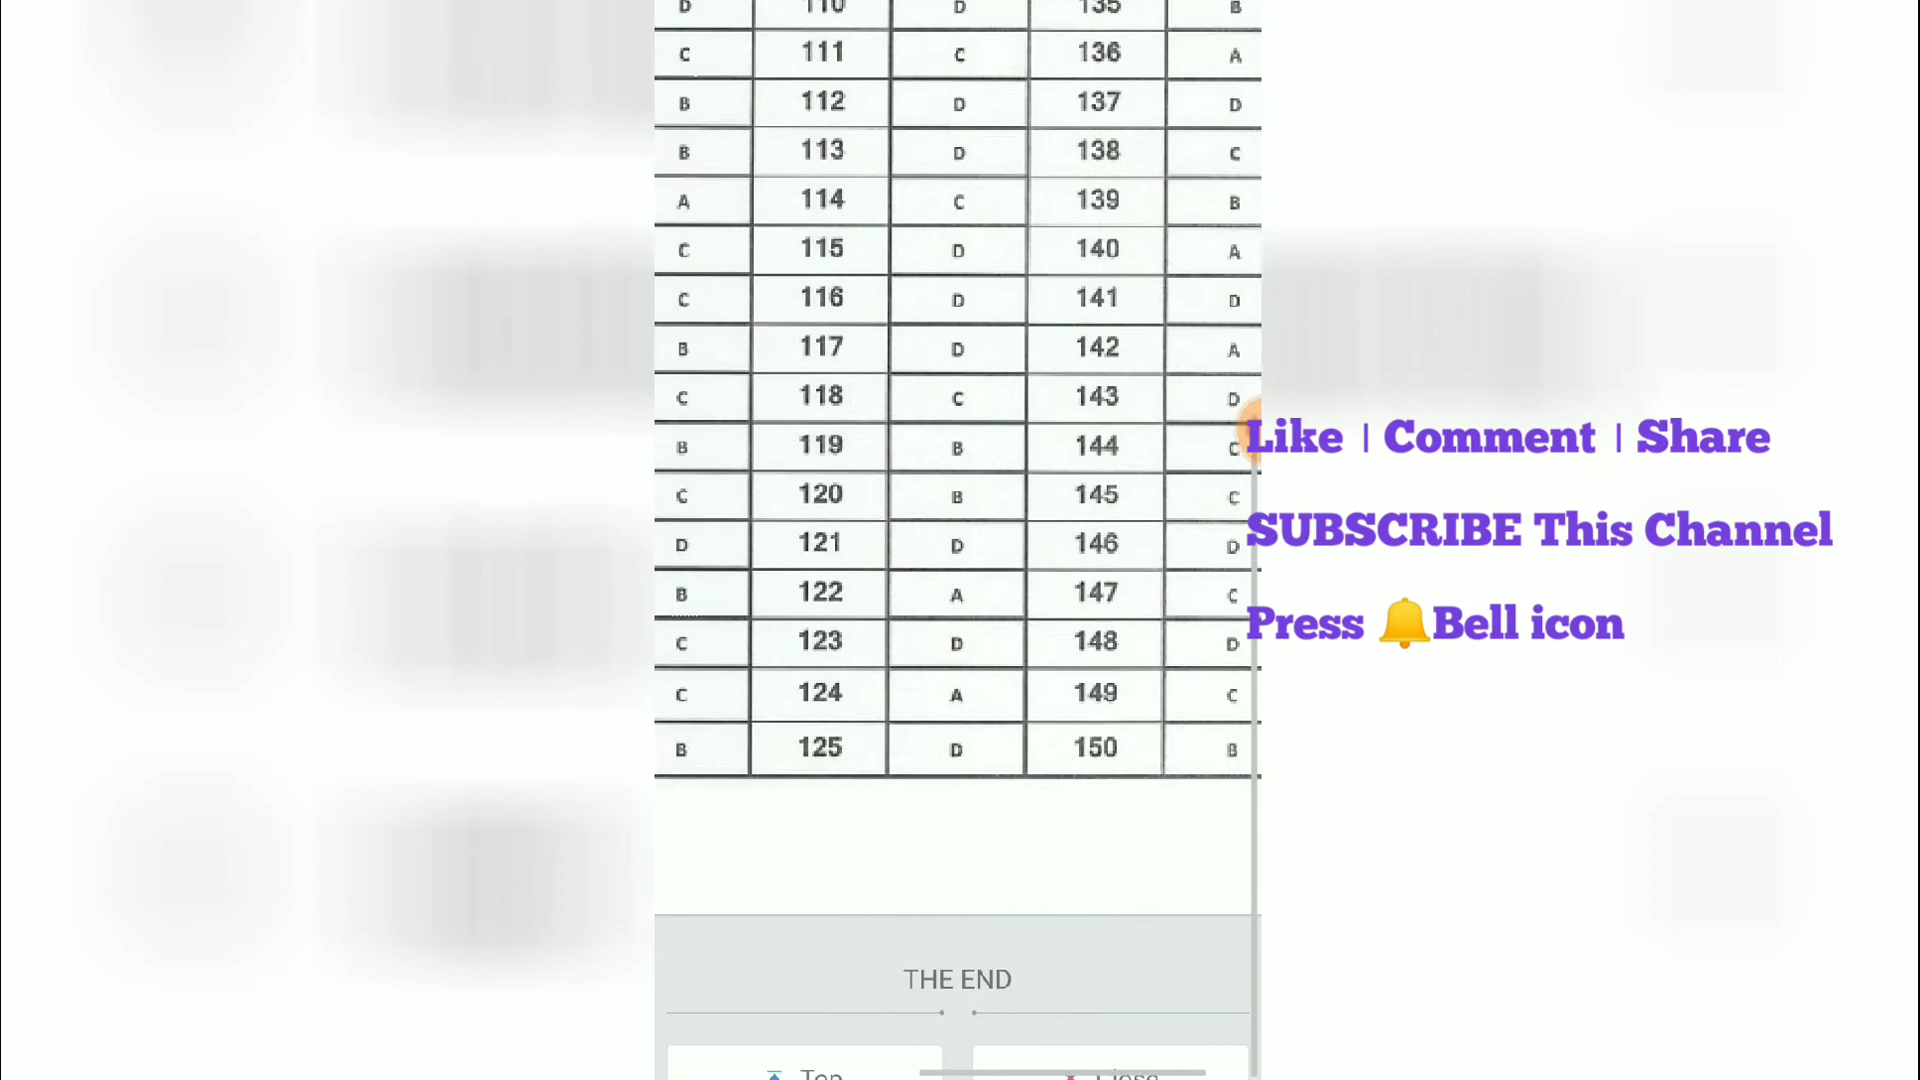 D 110 D 135 B
C 111 C 136 A
B 112 D 137 D
B 113 D 138 C
A 114 C 139 B
C 115 D 140 A
C 116 D 141 D
B 117 D 142 A
C 118 C 143 D
B 119 B 144 C
C 120 B 145 C
D 121 D 146 D
B 122 A 147 C
C 123 D 148 D
C 124 A 149 C
B 125 D 150 B
Like | Comment | Share
SUBSCRIBE This Channel
Press 🔔Bell icon
THE END
Top Close